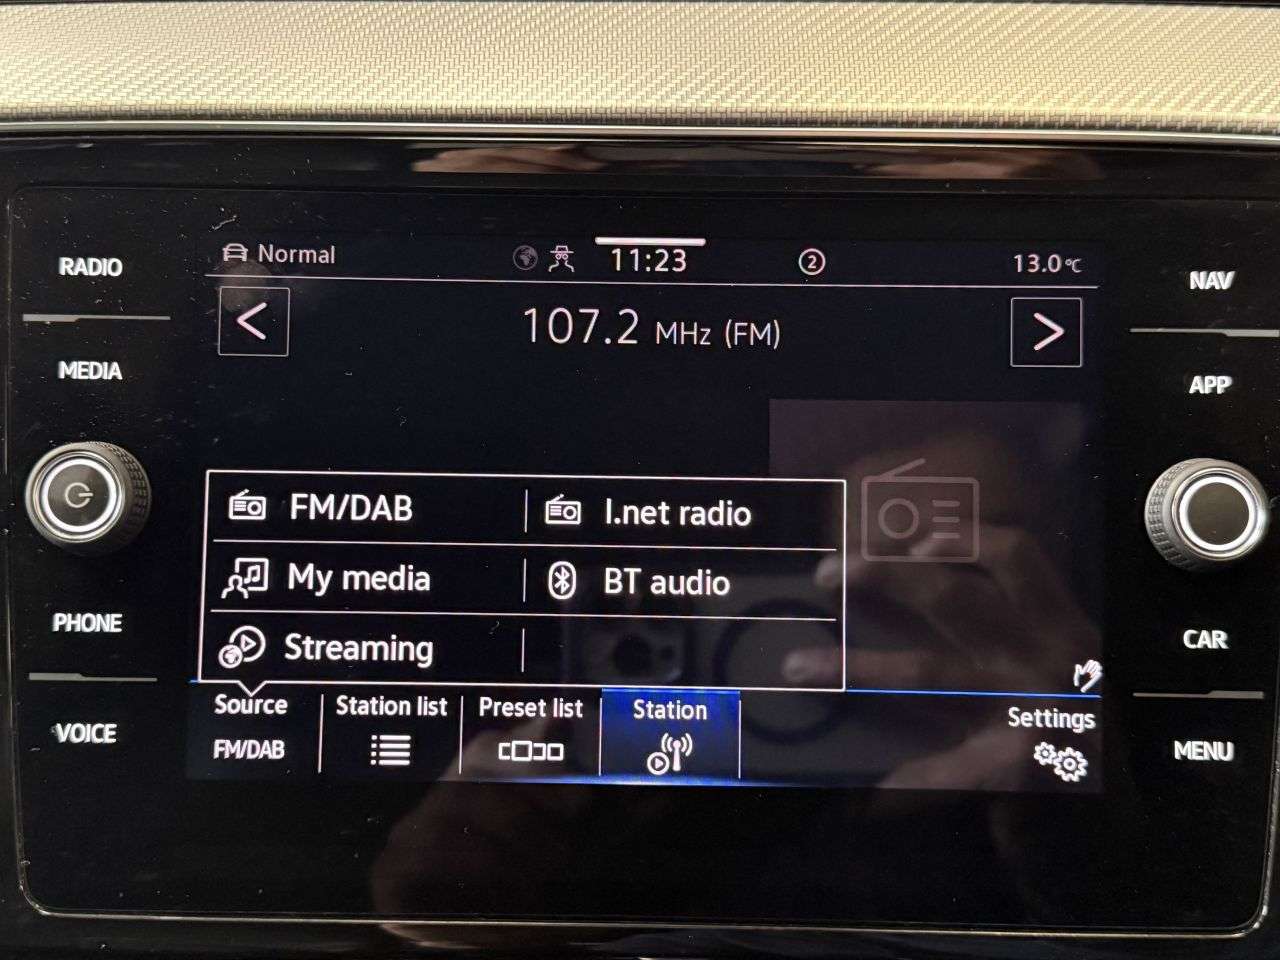 RADIO
MEDIA
PHONE
VOICE
Normal
11:23
2
13.0°C
<
107.2 MHz (FM)
>
FM/DAB
I.net radio
My media
BT audio
Streaming
Source
FM/DAB
Station list
Preset list
Station
Settings
NAV
APP
CAR
MENU